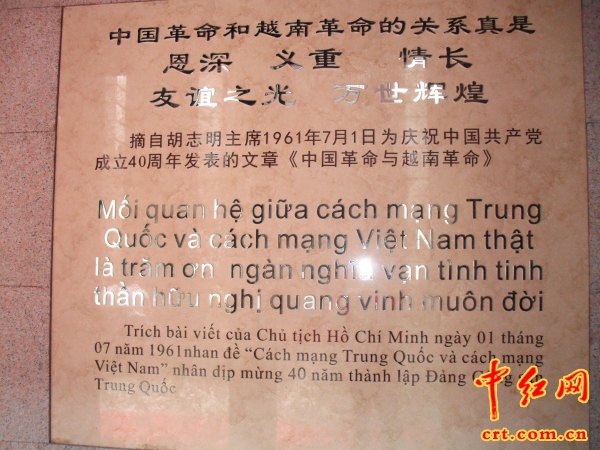 中国革命和越南革命的关系真是
恩深 义重 情长
友谊之光 万世辉煌
摘自胡志明主席1961年7月1日为庆祝中国共产党
成立40周年发表的文章《中国革命与越南革命》
Mối quan hệ giữa cách mạng Trung
Quốc và cách mạng Việt Nam thật
là trăm ơn ngàn nghĩa vạn tình tinh
thần hữu nghị quang vinh muôn đời
Trích bài viết của Chủ tịch Hồ Chí Minh ngày 01 tháng
07 năm 1961nhan đề “Cách mạng Trung Quốc và cách mạng
Việt Nam” nhân dịp mừng 40 năm thành lập Đảng
Trung Quốc
中红网
crt.com.cn